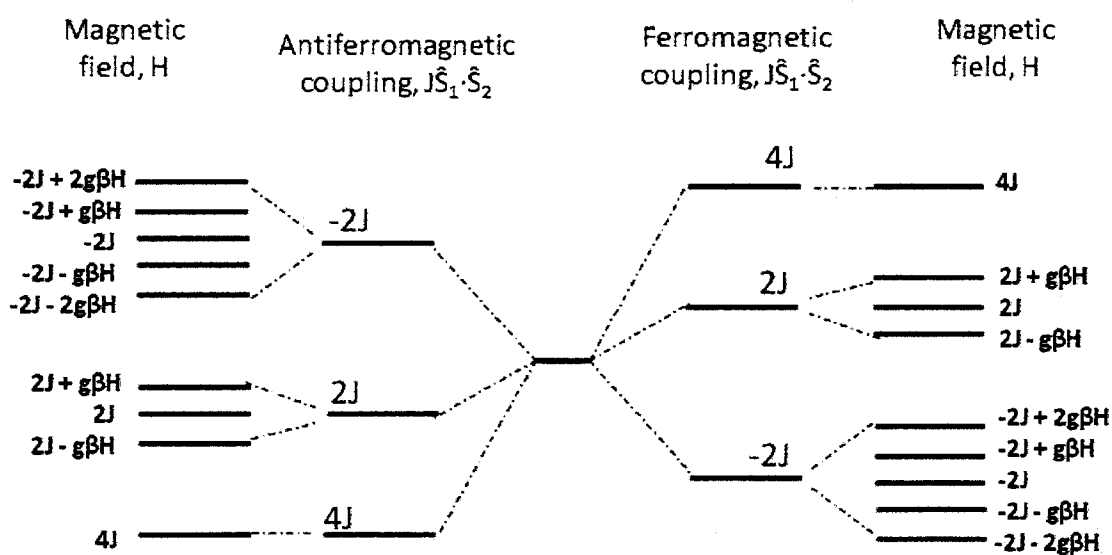 Magnetic
field, H
Antiferromagnetic
coupling, JŜ₁·Ŝ₂
Ferromagnetic
coupling, JŜ₁·Ŝ₂
Magnetic
field, H
-2J + 2gβH
-2J + gβH
-2J
-2J - gβH
-2J - 2gβH
2J + gβH
2J
2J - gβH
4J
-2J
2J
4J
4J
2J
-2J
4J
2J + gβH
2J
2J - gβH
-2J + 2gβH
-2J + gβH
-2J
-2J - gβH
-2J - 2gβH